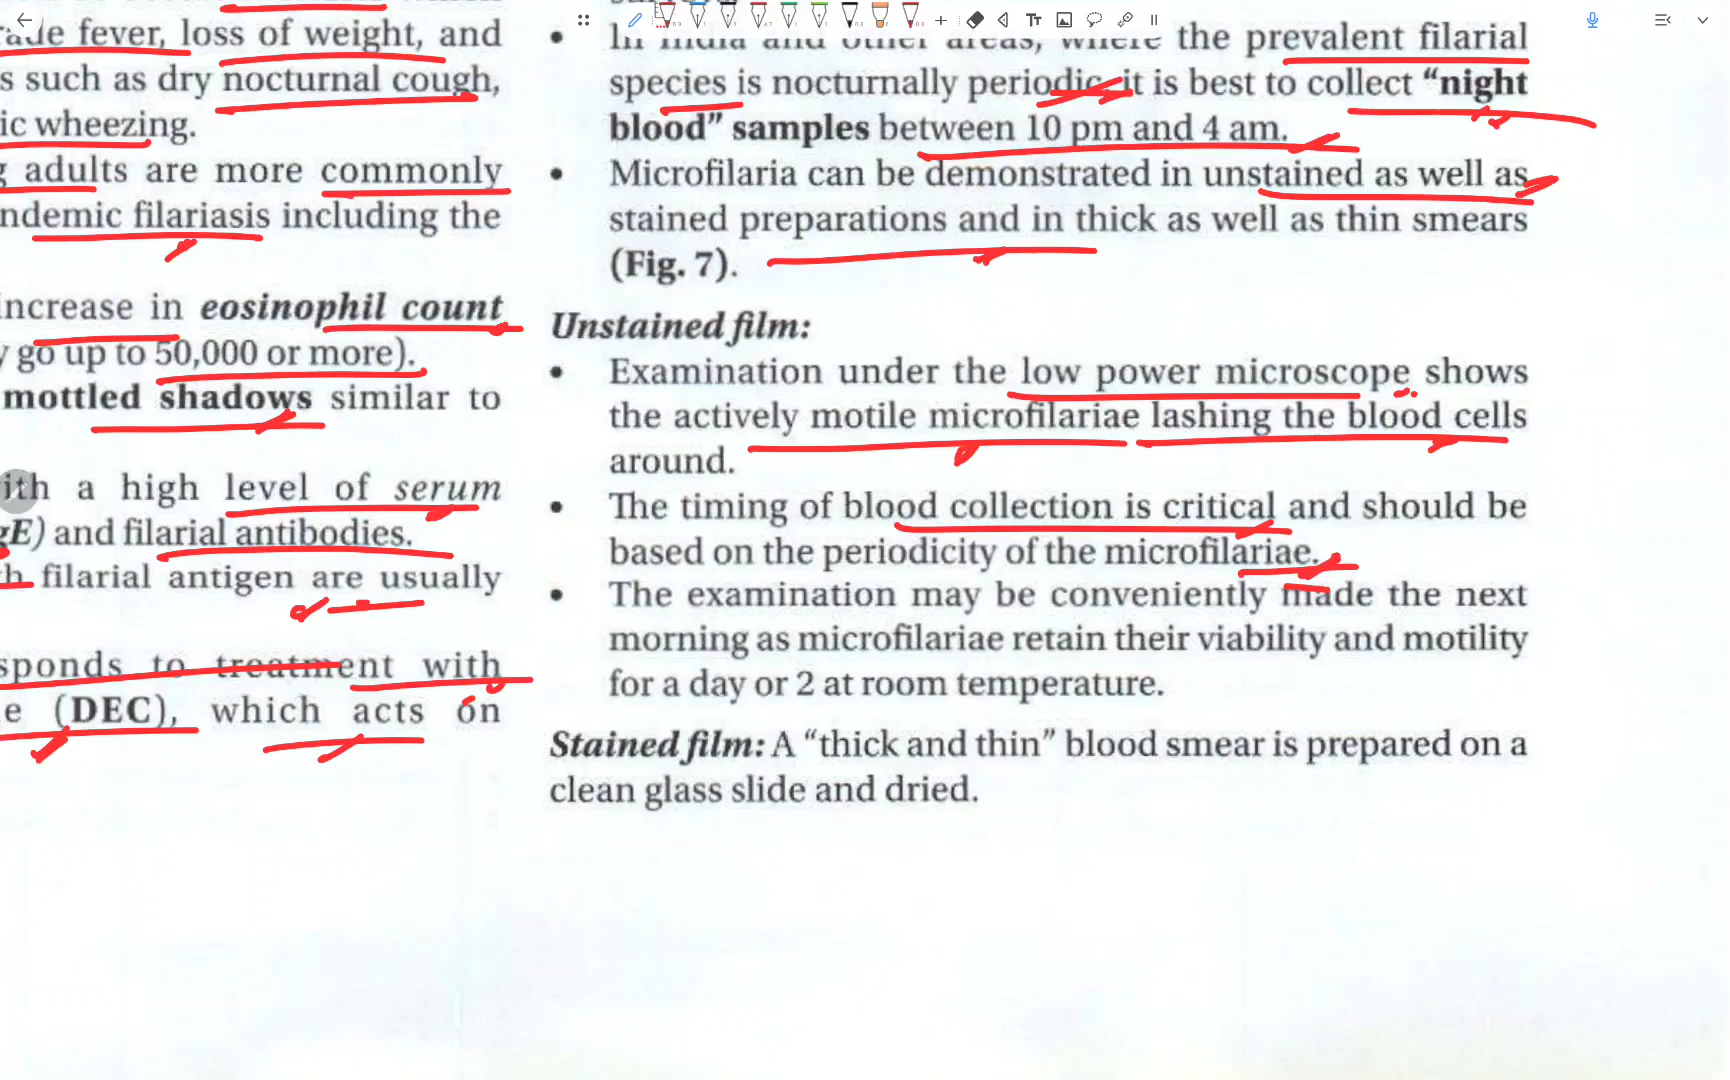 ade fever, loss of weight, and
s such as dry nocturnal cough,
ic wheezing.
g adults are more commonly
ndemic filariasis including the
increase in eosinophil count
y go up to 50,000 or more).
mottled shadows similar to
ith a high level of serum
gE) and filarial antibodies.
h filarial antigen are usually
sponds to treatment with
e (DEC), which acts on
In India and other areas, where the prevalent filarial
species is nocturnally periodic, it is best to collect “night
blood” samples between 10 pm and 4 am.
• Microfilaria can be demonstrated in unstained as well as
stained preparations and in thick as well as thin smears
(Fig. 7).
Unstained film:
• Examination under the low power microscope shows
the actively motile microfilariae lashing the blood cells
around.
• The timing of blood collection is critical and should be
based on the periodicity of the microfilariae.
• The examination may be conveniently made the next
morning as microfilariae retain their viability and motility
for a day or 2 at room temperature.
Stained film: A “thick and thin” blood smear is prepared on a
clean glass slide and dried.